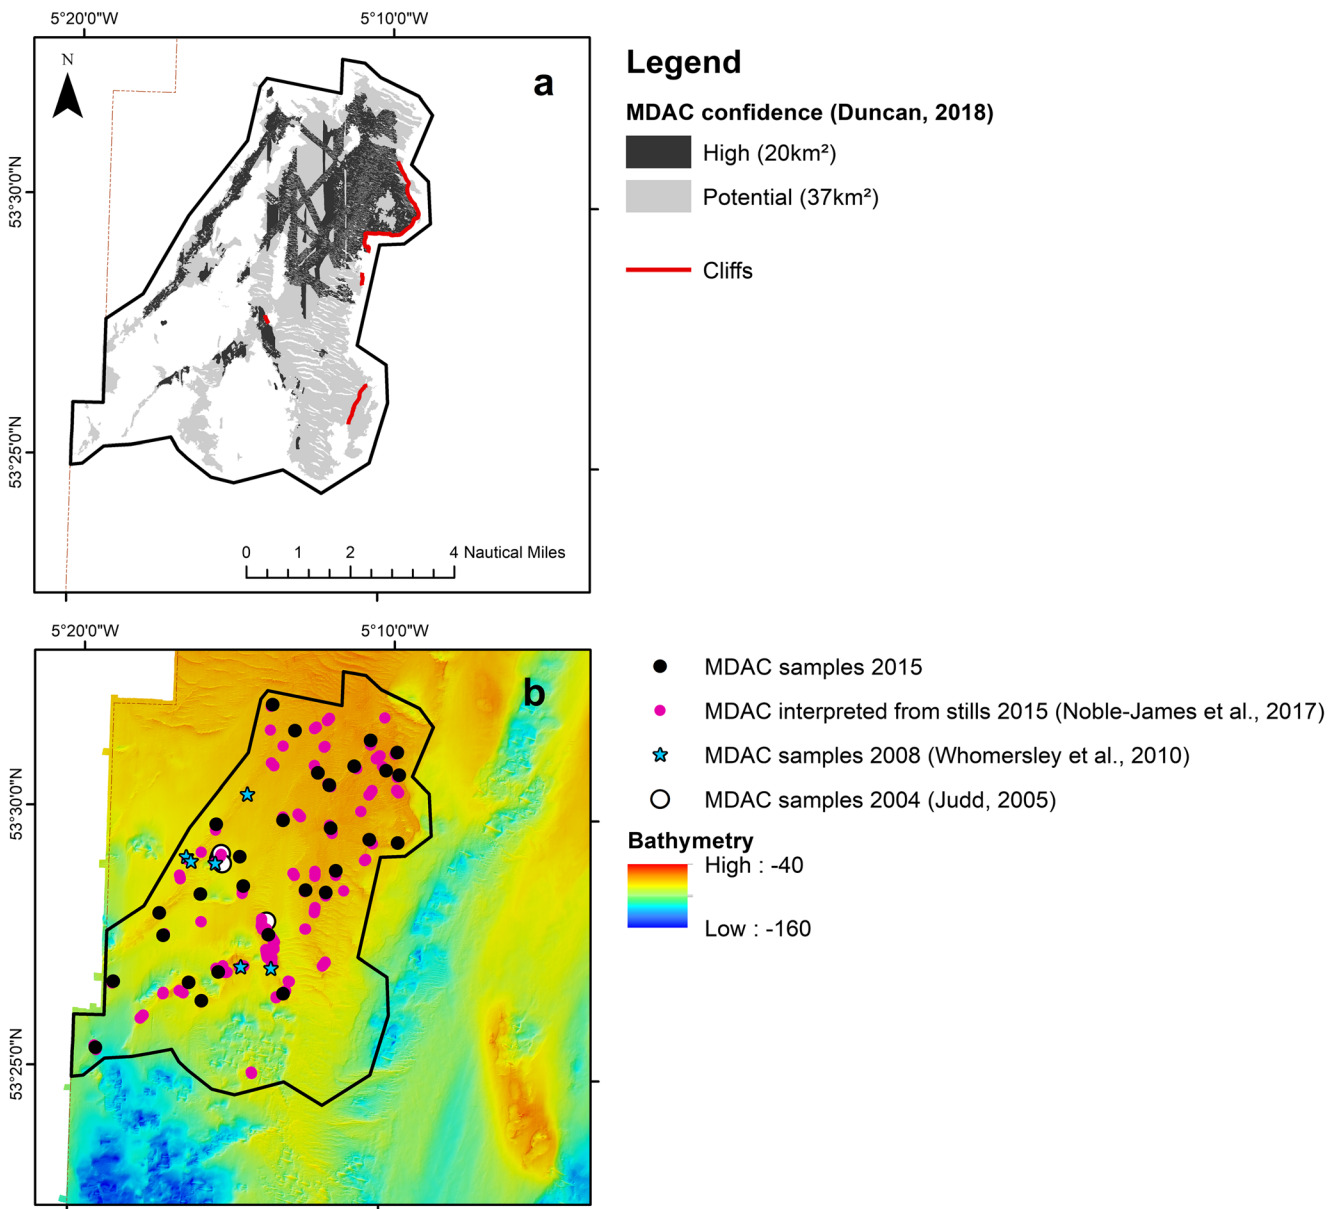 5°20'0"W
5°10'0"W
N
a
53°30'0"N
53°25'0"N
0
1
2
4 Nautical Miles
Legend
MDAC confidence (Duncan, 2018)
High (20km²)
Potential (37km²)
Cliffs
5°20'0"W
5°10'0"W
b
53°30'0"N
53°25'0"N
MDAC samples 2015
MDAC interpreted from stills 2015 (Noble-James et al., 2017)
MDAC samples 2008 (Whomersley et al., 2010)
MDAC samples 2004 (Judd, 2005)
Bathymetry
High : -40
Low : -160